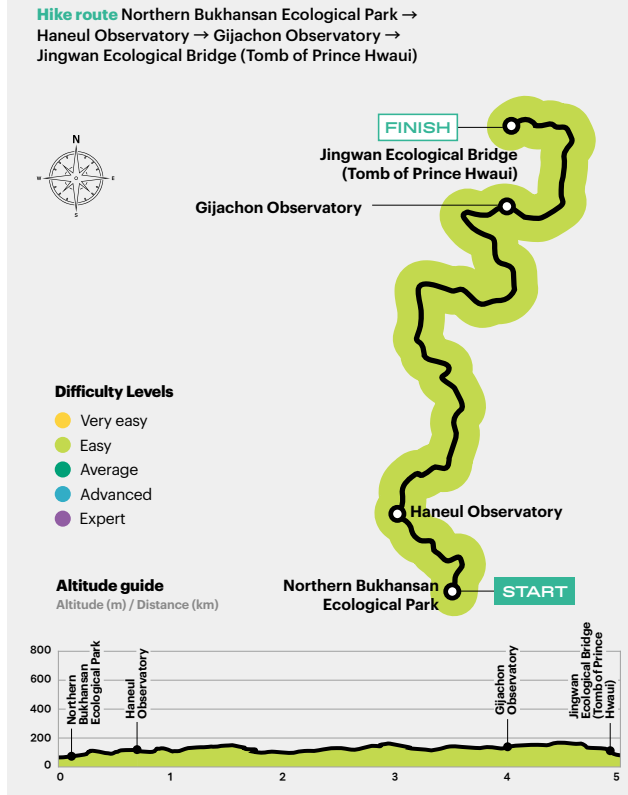 Hike route Northern Bukhansan Ecological Park →
Haneul Observatory → Gijachon Observatory →
Jingwan Ecological Bridge (Tomb of Prince Hwaui)
N
W
E
S
FINISH
Jingwan Ecological Bridge
(Tomb of Prince Hwaui)
Gijachon Observatory
Difficulty Levels
Very easy
Easy
Average
Advanced
Expert
Haneul Observatory
Northern Bukhansan
Ecological Park
START
Altitude guide
Altitude (m) / Distance (km)
800
600
400
200
0
Northern
Bukhansan
Ecological Park
Haneul
Observatory
Gijachon
Observatory
Jingwan
Ecological Bridge
(Tomb of Prince
Hwaui)
0 1 2 3 4 5